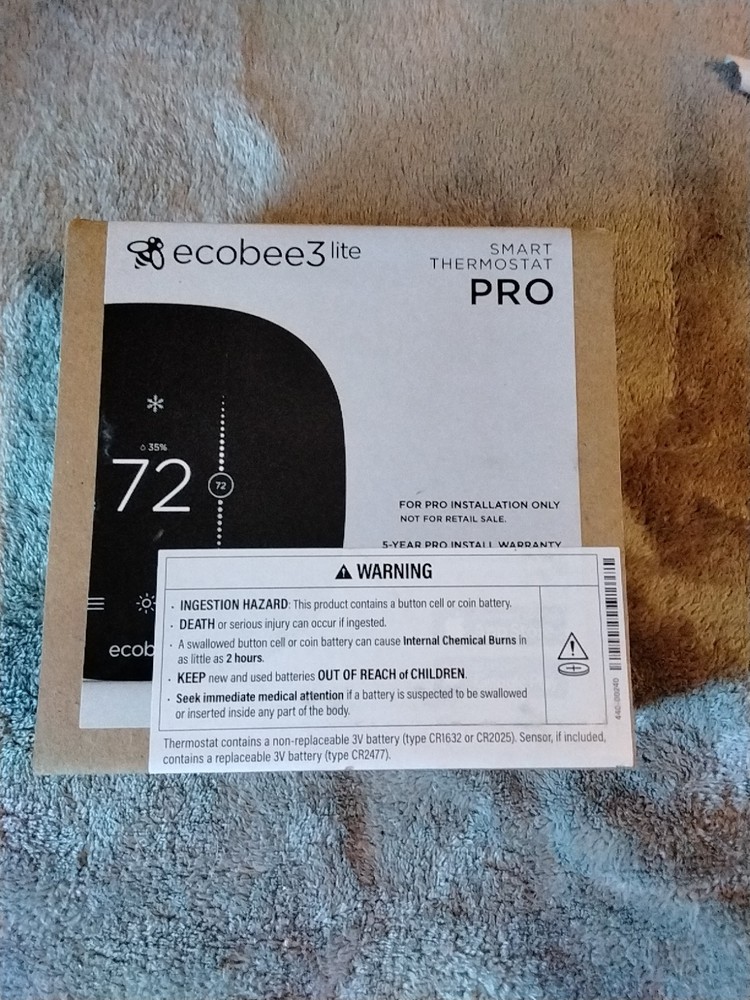 ecobee3 lite
SMART
THERMOSTAT
PRO
35%
72
72
FOR PRO INSTALLATION ONLY
NOT FOR RETAIL SALE.
5-YEAR PRO INSTALL WARRANTY
ecob
⚠ WARNING
· INGESTION HAZARD: This product contains a button cell or coin battery.
· DEATH or serious injury can occur if ingested.
· A swallowed button cell or coin battery can cause Internal Chemical Burns in
as little as 2 hours.
· KEEP new and used batteries OUT OF REACH of CHILDREN.
· Seek immediate medical attention if a battery is suspected to be swallowed
or inserted inside any part of the body.
Thermostat contains a non-replaceable 3V battery (type CR1632 or CR2025). Sensor, if included,
contains a replaceable 3V battery (type CR2477).